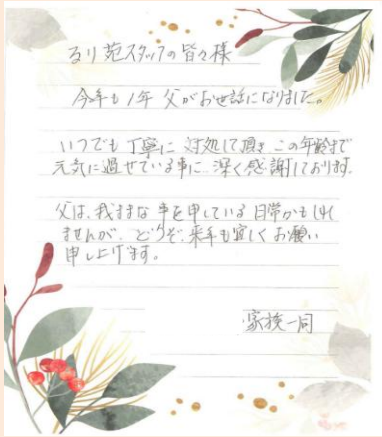 るり苑スタッフの皆々様
今年も1年 父がお世話になりました。
いつでも丁寧に 対処して頂き この年齢まで
元気に過せている事に 深く感謝しております。
父は、我ままな 事を申している 日常かもしれ
ませんが、どうぞ、来年も宜しくお願い
申し上げます。
家族一同